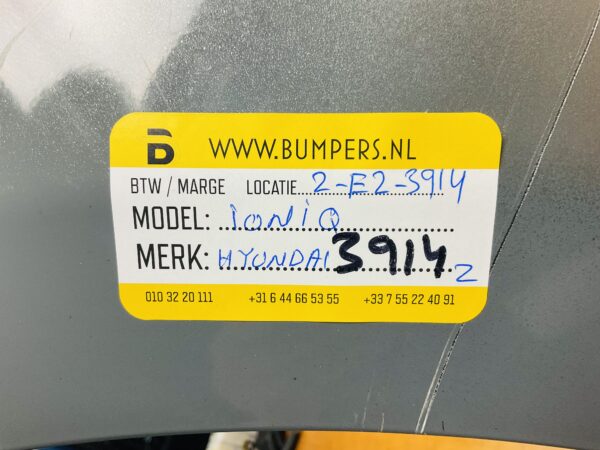 B WWW.BUMPERS.NL
BTW / MARGE LOCATIE 2-E2-3914
MODEL: iONiQ
MERK: HYUNDAI 3914 2
010 32 20 111 +31 6 44 66 53 55 +33 7 55 22 40 91